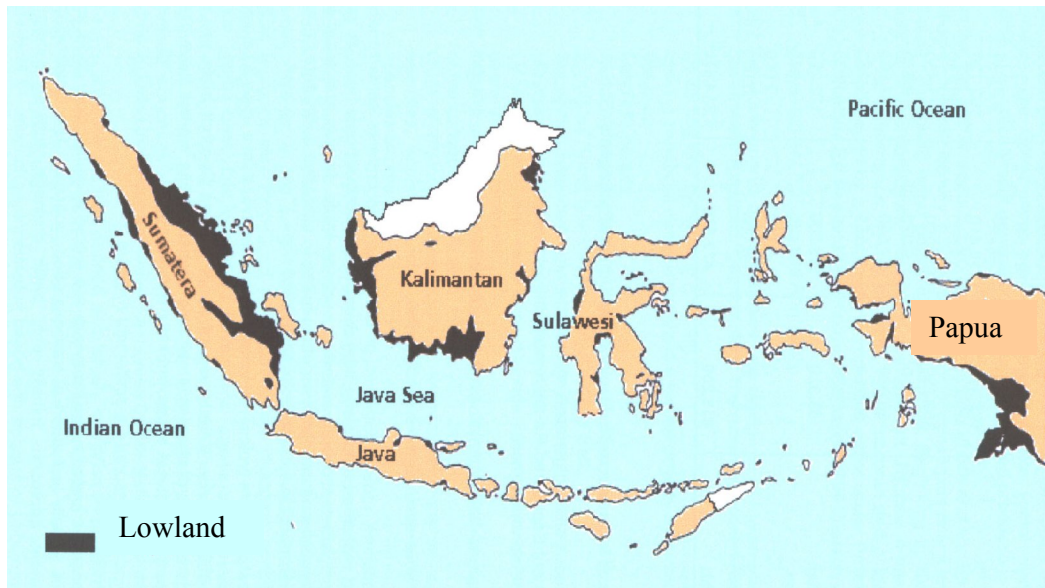 Pacific Ocean
Sumatera
Kalimantan
Sulawesi
Papua
Java Sea
Indian Ocean
Java
Lowland